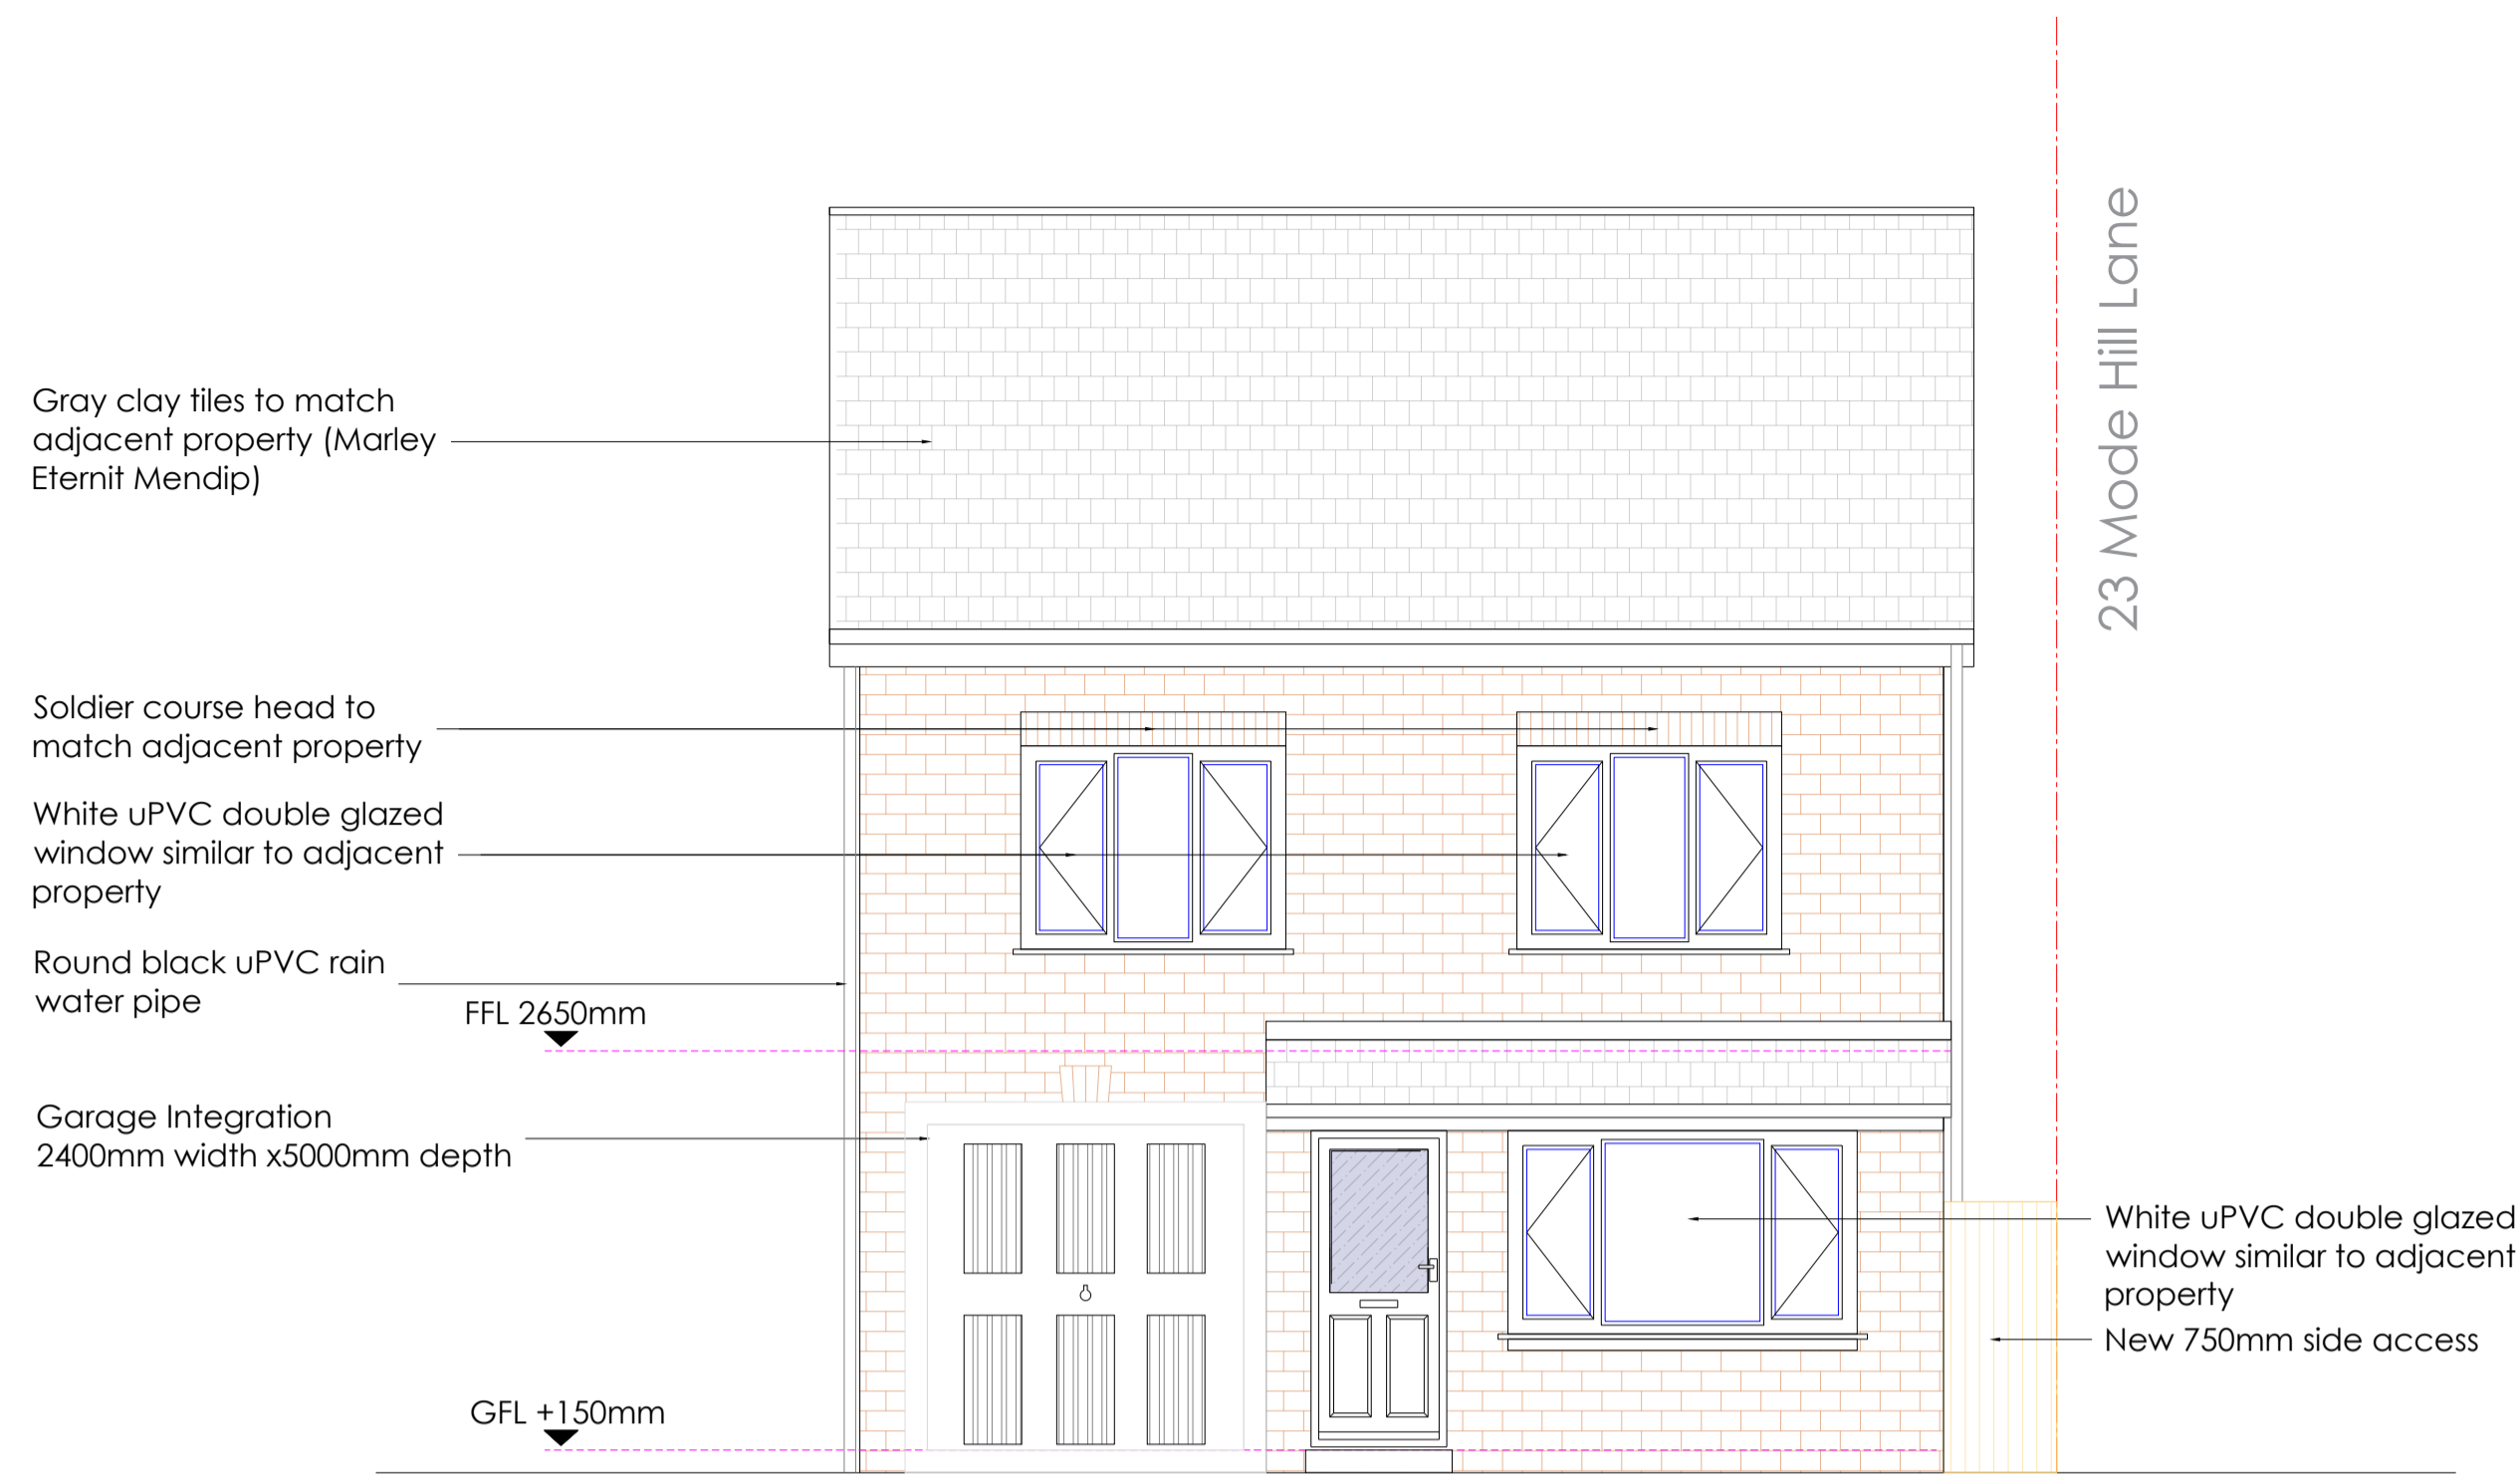 23 Mode Hill Lane
Gray clay tiles to match
adjacent property (Marley
Eternit Mendip)
Soldier course head to
match adjacent property
White uPVC double glazed
window similar to adjacent
property
Round black uPVC rain
water pipe
FFL 2650mm
Garage Integration
2400mm width x5000mm depth
White uPVC double glazed
window similar to adjacent
property
New 750mm side access
GFL +150mm